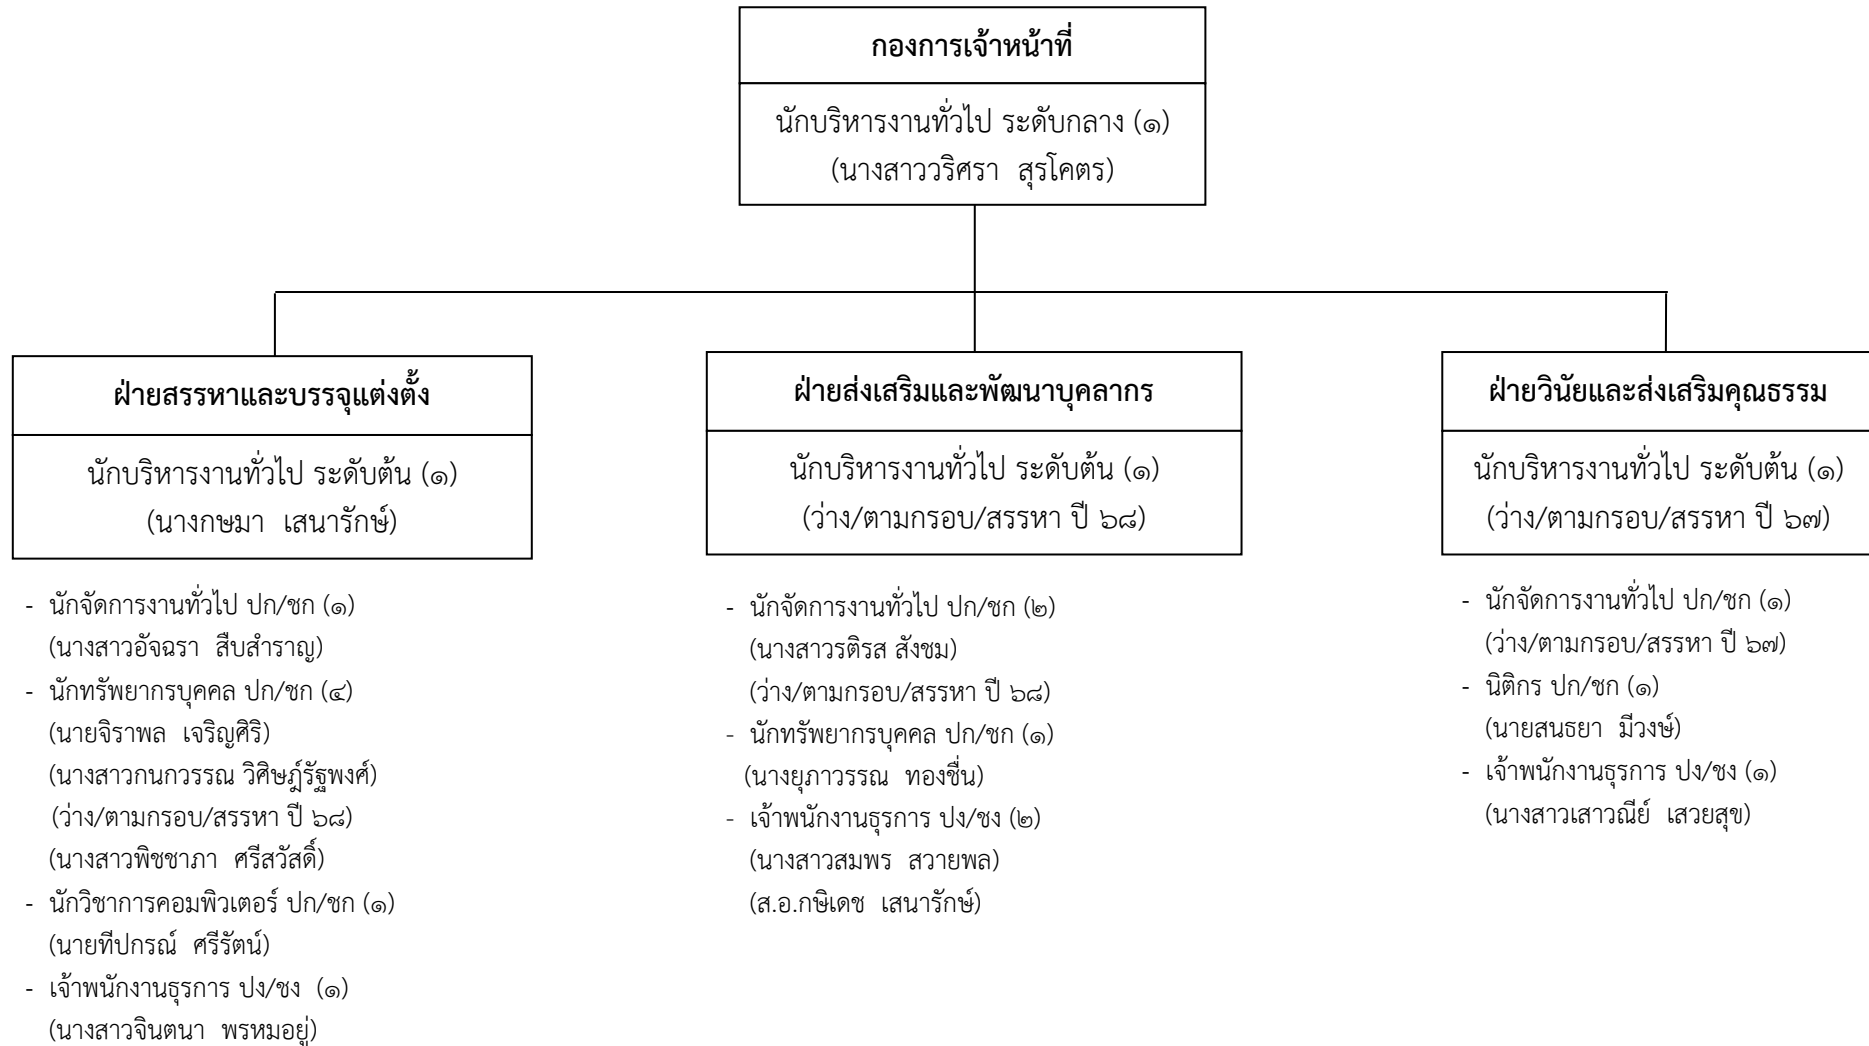 กองการเจ้าหน้าที่
นักบริหารงานทั่วไป ระดับกลาง (๑)
(นางสาววริศรา  สุรโคตร)
ฝ่ายสรรหาและบรรจุแต่งตั้ง
นักบริหารงานทั่วไป ระดับต้น (๑)
(นางกษมา  เสนารักษ์)
- นักจัดการงานทั่วไป ปก/ชก (๑)
(นางสาวอัจฉรา  สืบสำราญ)
- นักทรัพยากรบุคคล ปก/ชก (๔)
(นายจิราพล  เจริญศิริ)
(นางสาวกนกวรรณ วิศิษฎ์รัฐพงศ์)
(ว่าง/ตามกรอบ/สรรหา ปี ๖๘)
(นางสาวพิชชาภา  ศรีสวัสดิ์)
- นักวิชาการคอมพิวเตอร์ ปก/ชก (๑)
(นายทีปกรณ์  ศรีรัตน์)
- เจ้าพนักงานธุรการ ปง/ชง  (๑)
(นางสาวจินตนา  พรหมอยู่)
ฝ่ายส่งเสริมและพัฒนาบุคลากร
นักบริหารงานทั่วไป ระดับต้น (๑)
(ว่าง/ตามกรอบ/สรรหา ปี ๖๘)
- นักจัดการงานทั่วไป ปก/ชก (๒)
(นางสาวรติรส สังชม)
(ว่าง/ตามกรอบ/สรรหา ปี ๖๘)
- นักทรัพยากรบุคคล ปก/ชก (๑)
(นางยุภาวรรณ  ทองชื่น)
- เจ้าพนักงานธุรการ ปง/ชง (๒)
(นางสาวสมพร  สวายพล)
(ส.อ.กษิเดช  เสนารักษ์)
ฝ่ายวินัยและส่งเสริมคุณธรรม
นักบริหารงานทั่วไป ระดับต้น (๑)
(ว่าง/ตามกรอบ/สรรหา ปี ๖๗)
- นักจัดการงานทั่วไป ปก/ชก (๑)
(ว่าง/ตามกรอบ/สรรหา ปี ๖๗)
- นิติกร ปก/ชก (๑)
(นายสนธยา  มีวงษ์)
- เจ้าพนักงานธุรการ ปง/ชง (๑)
(นางสาวเสาวณีย์  เสวยสุข)